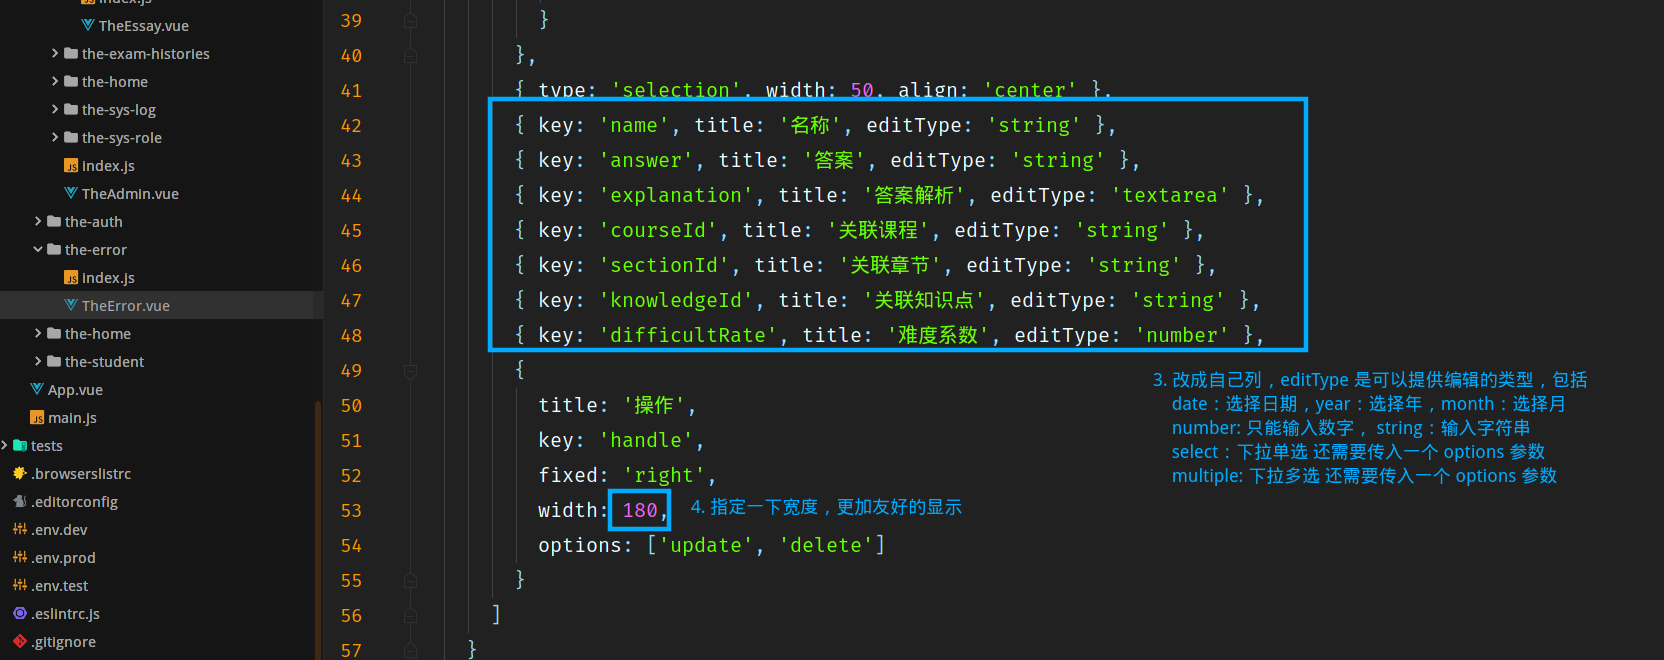 index.js
TheEssay.vue
the-exam-histories
the-home
the-sys-log
the-sys-role
index.js
TheAdmin.vue
the-auth
the-error
index.js
TheError.vue
the-home
the-student
App.vue
main.js
tests
.browserslistrc
.editorconfig
.env.dev
.env.prod
.env.test
.eslintrc.js
.gitignore
39 }
40 },
41 { type: 'selection', width: 50, align: 'center' },
42 { key: 'name', title: '名称', editType: 'string' },
43 { key: 'answer', title: '答案', editType: 'string' },
44 { key: 'explanation', title: '答案解析', editType: 'textarea' },
45 { key: 'courseId', title: '关联课程', editType: 'string' },
46 { key: 'sectionId', title: '关联章节', editType: 'string' },
47 { key: 'knowledgeId', title: '关联知识点', editType: 'string' },
48 { key: 'difficultRate', title: '难度系数', editType: 'number' },
49 {
50 title: '操作',
51 key: 'handle',
52 fixed: 'right',
53 width: 180,
54 options: ['update', 'delete']
55 }
56 ]
57 }
3. 改成自己列，editType 是可以提供编辑的类型，包括
date：选择日期，year：选择年，month：选择月
number: 只能输入数字， string：输入字符串
select：下拉单选 还需要传入一个 options 参数
multiple: 下拉多选 还需要传入一个 options 参数
4. 指定一下宽度，更加友好的显示